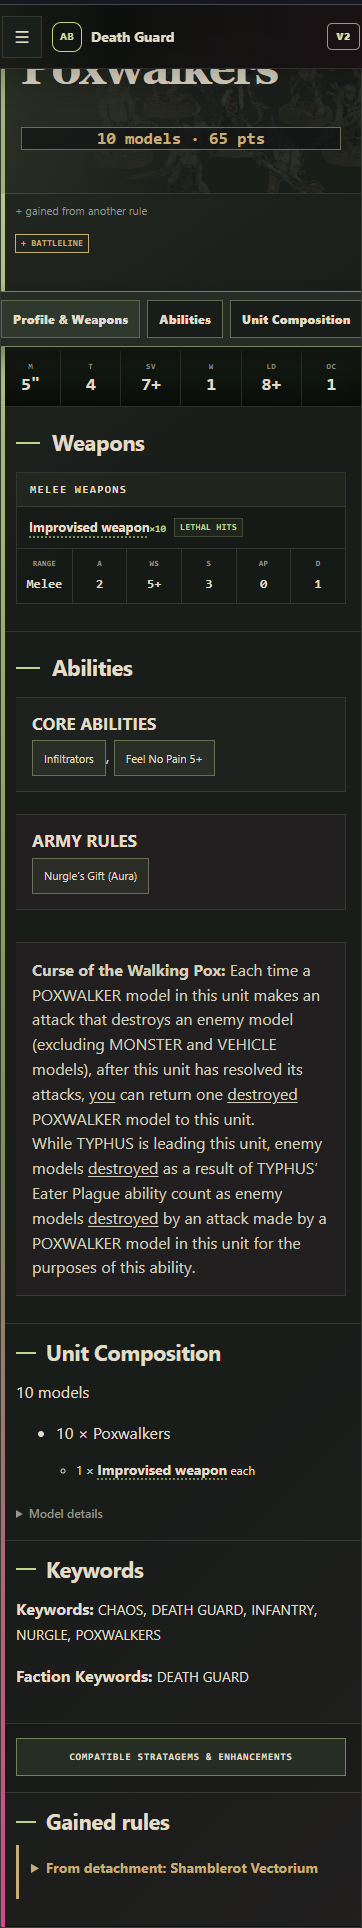 ☰ AB Death Guard V2
Poxwalkers
10 models · 65 pts
+ gained from another rule
+ BATTLELINE
Profile & Weapons Abilities Unit Composition
M T SV W LD OC
5" 4 7+ 1 8+ 1
Weapons
MELEE WEAPONS
Improvised weapon×10 LETHAL HITS
RANGE A WS S AP D
Melee 2 5+ 3 0 1
Abilities
CORE ABILITIES
Infiltrators, Feel No Pain 5+
ARMY RULES
Nurgle's Gift (Aura)
Curse of the Walking Pox: Each time a
POXWALKER model in this unit makes an
attack that destroys an enemy model
(excluding MONSTER and VEHICLE
models), after this unit has resolved its
attacks, you can return one destroyed
POXWALKER model to this unit.
While TYPHUS is leading this unit, enemy
models destroyed as a result of TYPHUS'
Eater Plague ability count as enemy
models destroyed by an attack made by a
POXWALKER model in this unit for the
purposes of this ability.
Unit Composition
10 models
• 10 × Poxwalkers
◦ 1 × Improvised weapon each
▶ Model details
Keywords
Keywords: CHAOS, DEATH GUARD, INFANTRY,
NURGLE, POXWALKERS
Faction Keywords: DEATH GUARD
COMPATIBLE STRATAGEMS & ENHANCEMENTS
Gained rules
▶ From detachment: Shamblerot Vectorium